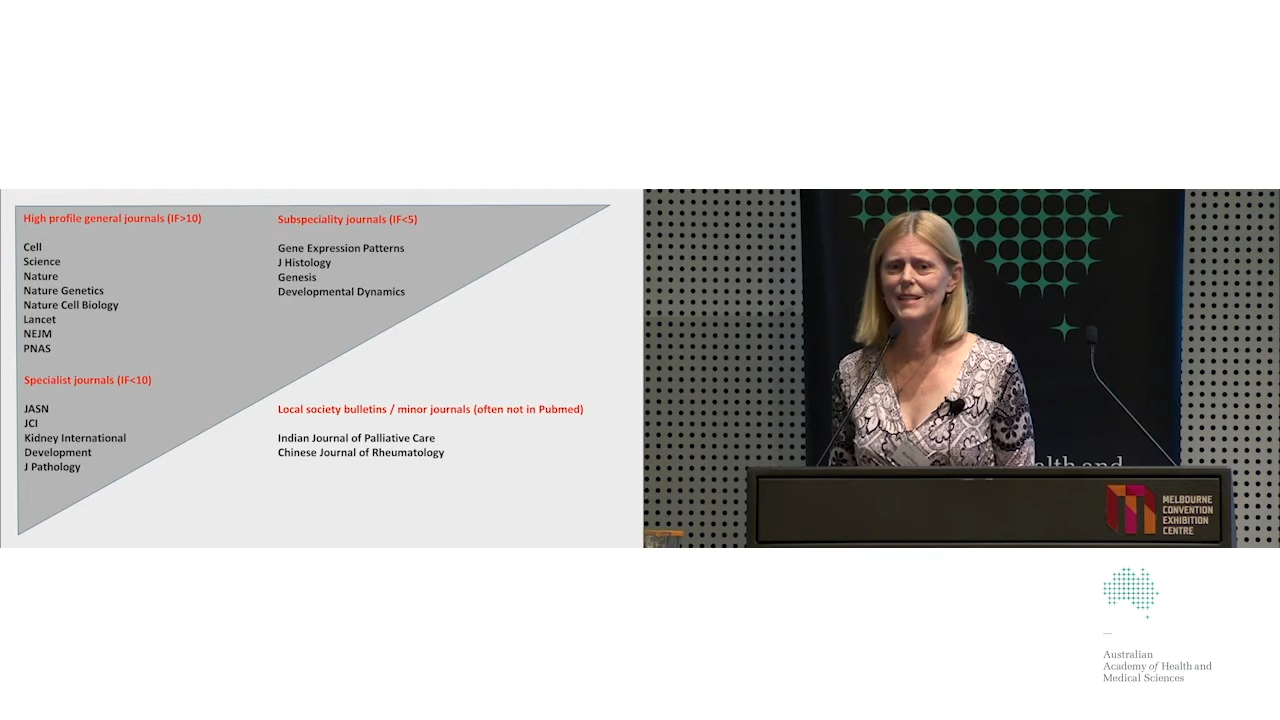 High profile general journals (IF>10)
Cell
Science
Nature
Nature Genetics
Nature Cell Biology
Lancet
NEJM
PNAS
Specialist journals (IF<10)
JASN
JCI
Kidney International
Development
J Pathology
Subspeciality journals (IF<5)
Gene Expression Patterns
J Histology
Genesis
Developmental Dynamics
Local society bulletins / minor journals (often not in Pubmed)
Indian Journal of Palliative Care
Chinese Journal of Rheumatology
alth and
MELBOURNE
CONVENTION
EXHIBITION
CENTRE
Australian
Academy of Health and
Medical Sciences